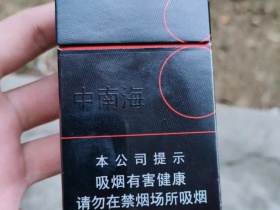 中南海
本公司提示
吸烟有害健康
请勿在禁烟场所吸烟